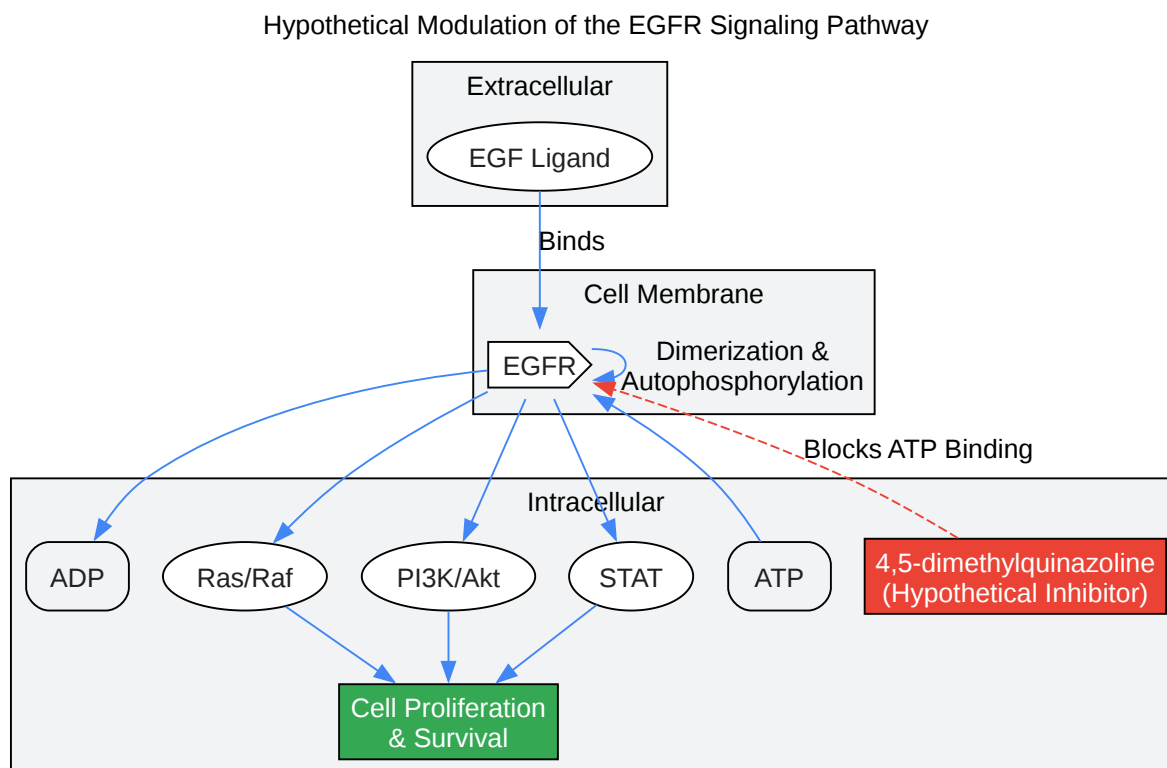 Hypothetical Modulation of the EGFR Signaling Pathway
Extracellular
EGF Ligand
Binds
Cell Membrane
EGFR
Dimerization &
Autophosphorylation
Blocks ATP Binding
Intracellular
ADP
Ras/Raf
PI3K/Akt
STAT
ATP
4,5-dimethylquinazoline
(Hypothetical Inhibitor)
Cell Proliferation
& Survival